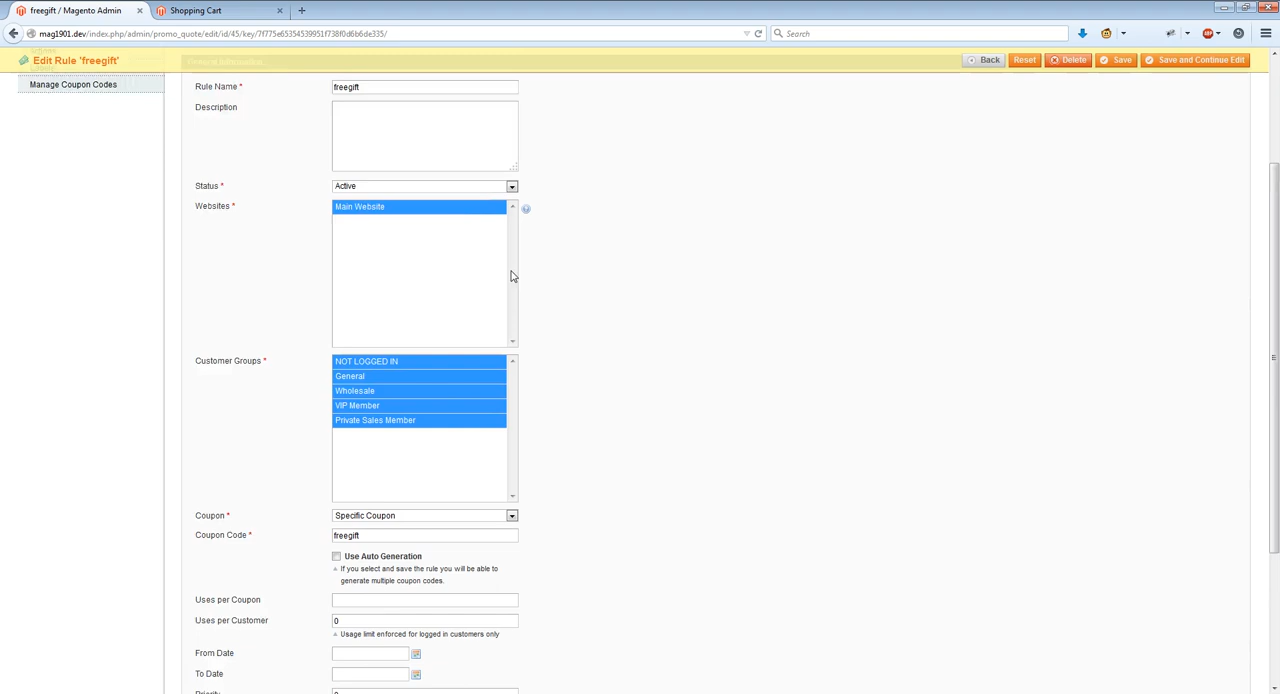 freegift / Magento Admin
Shopping Cart
mag1901.dev/index.php/admin/promo_quote/edit/id/45/key/7f775e65354539951f738f0d6b6de335/
Search
Edit Rule 'freegift'
Back
Reset
Delete
Save
Save and Continue Edit
Manage Coupon Codes
General Information
Rule Name *
freegift
Description
Status *
Active
Websites *
Main Website
Customer Groups *
NOT LOGGED IN
General
Wholesale
VIP Member
Private Sales Member
Coupon *
Specific Coupon
Coupon Code *
freegift
Use Auto Generation
If you select and save the rule you will be able to
generate multiple coupon codes.
Uses per Coupon
Uses per Customer
0
Usage limit enforced for logged in customers only
From Date
To Date
Priority